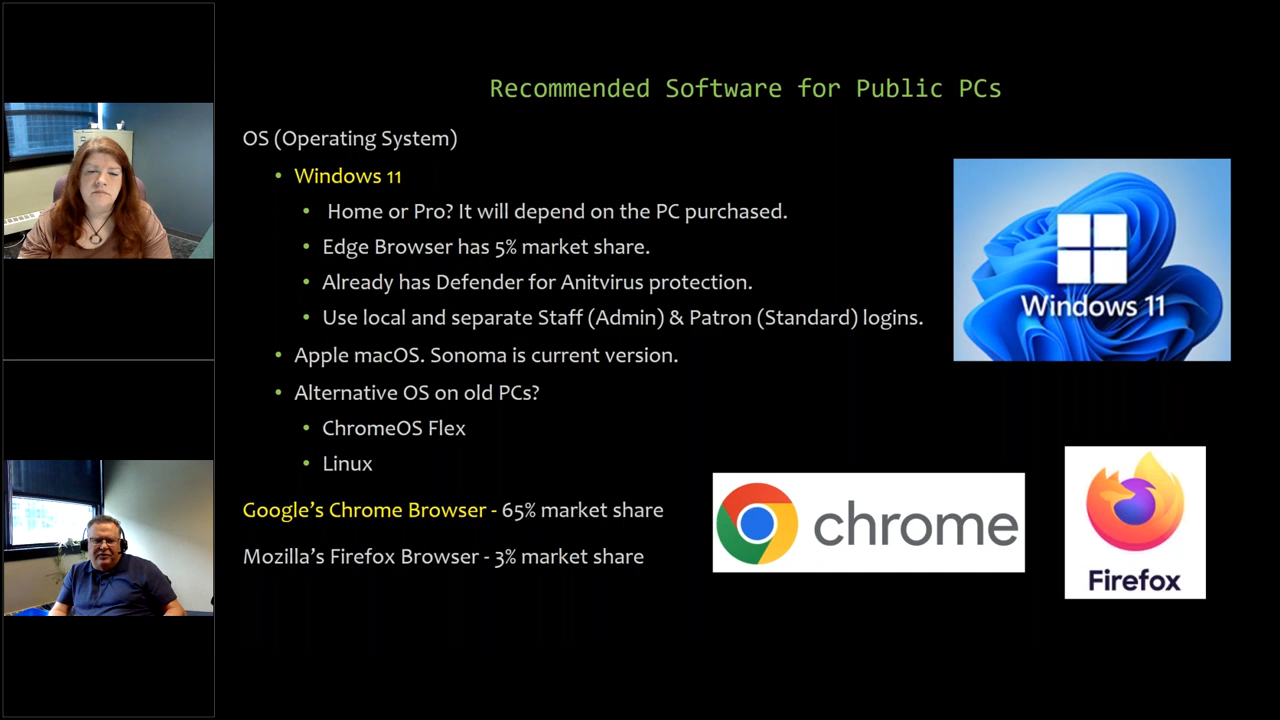 Recommended Software for Public PCs
OS (Operating System)
• Windows 11
• Home or Pro? It will depend on the PC purchased.
• Edge Browser has 5% market share.
• Already has Defender for Anitvirus protection.
• Use local and separate Staff (Admin) & Patron (Standard) logins.
• Apple macOS. Sonoma is current version.
• Alternative OS on old PCs?
• ChromeOS Flex
• Linux
Google’s Chrome Browser - 65% market share
Mozilla’s Firefox Browser - 3% market share
Windows 11
chrome
Firefox